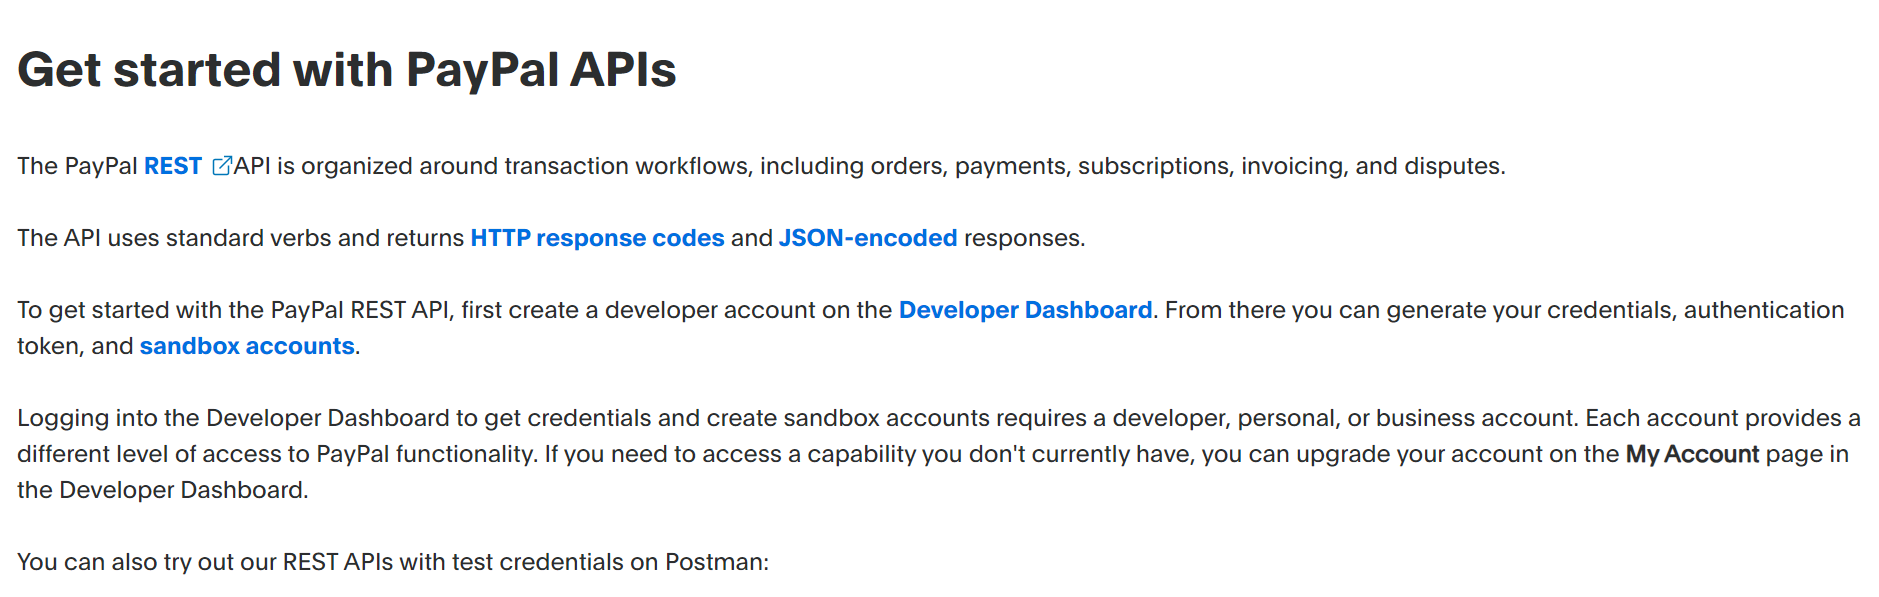 Get started with PayPal APIs
The PayPal REST API is organized around transaction workflows, including orders, payments, subscriptions, invoicing, and disputes.
The API uses standard verbs and returns HTTP response codes and JSON-encoded responses.
To get started with the PayPal REST API, first create a developer account on the Developer Dashboard. From there you can generate your credentials, authentication
token, and sandbox accounts.
Logging into the Developer Dashboard to get credentials and create sandbox accounts requires a developer, personal, or business account. Each account provides a
different level of access to PayPal functionality. If you need to access a capability you don't currently have, you can upgrade your account on the My Account page in
the Developer Dashboard.
You can also try out our REST APIs with test credentials on Postman: